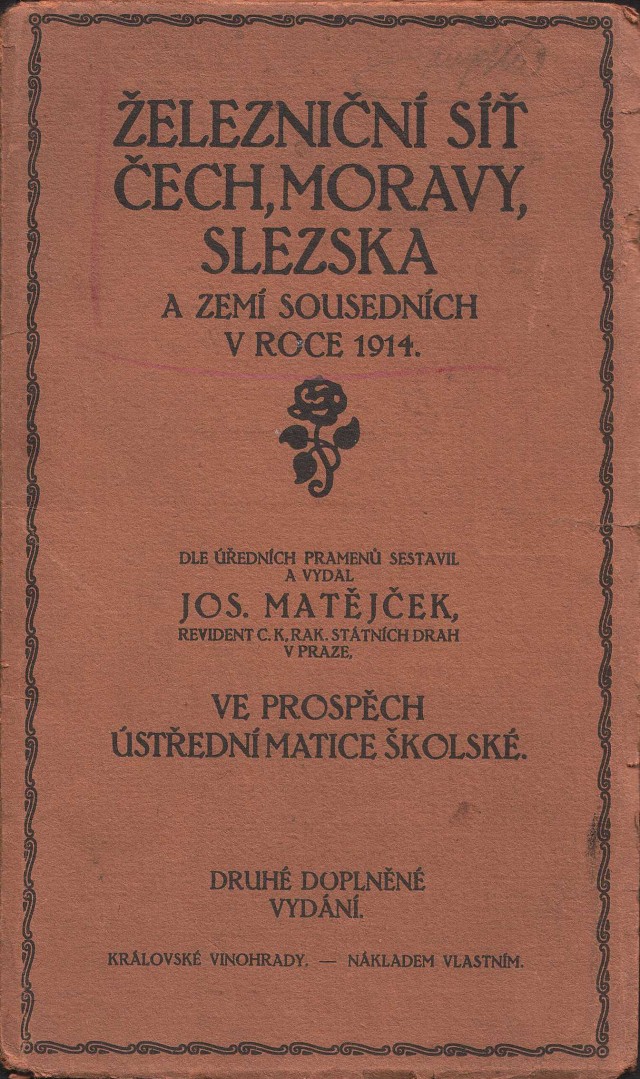 ŽELEZNIČNÍ SÍŤ
ČECH, MORAVY,
SLEZSKA
A ZEMÍ SOUSEDNÍCH
V ROCE 1914.
DLE ÚŘEDNÍCH PRAMENŮ SESTAVIL
A VYDAL
JOS. MATĚJČEK,
REVIDENT C. K. RAK. STÁTNÍCH DRAH
V PRAZE,
VE PROSPĚCH
ÚSTŘEDNÍ MATICE ŠKOLSKÉ.
DRUHÉ DOPLNĚNÉ
VYDÁNÍ.
KRÁLOVSKÉ VINOHRADY. — NÁKLADEM VLASTNÍM.